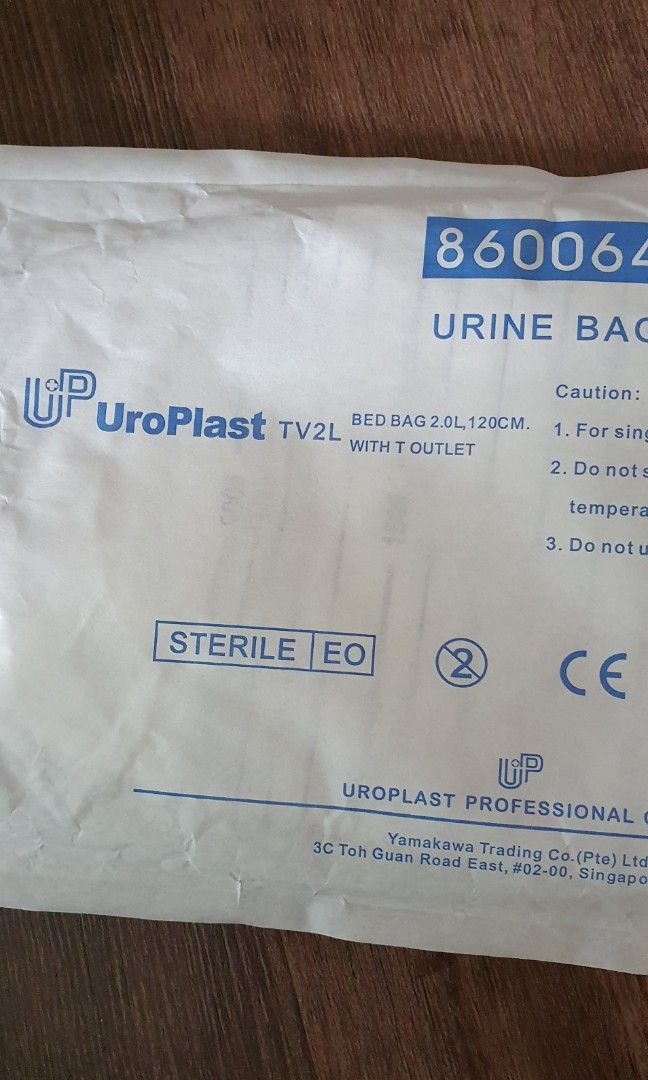 860064
URINE BAG
Caution:
UP UroPlast TV2L BED BAG 2.0L,120CM.
WITH T OUTLET
1. For sing
2. Do not s
tempera
3. Do not u
STERILE EO
2
CE
UP
UROPLAST PROFESSIONAL
Yamakawa Trading Co.(Pte) Ltd
3C Toh Guan Road East, #02-00, Singapo